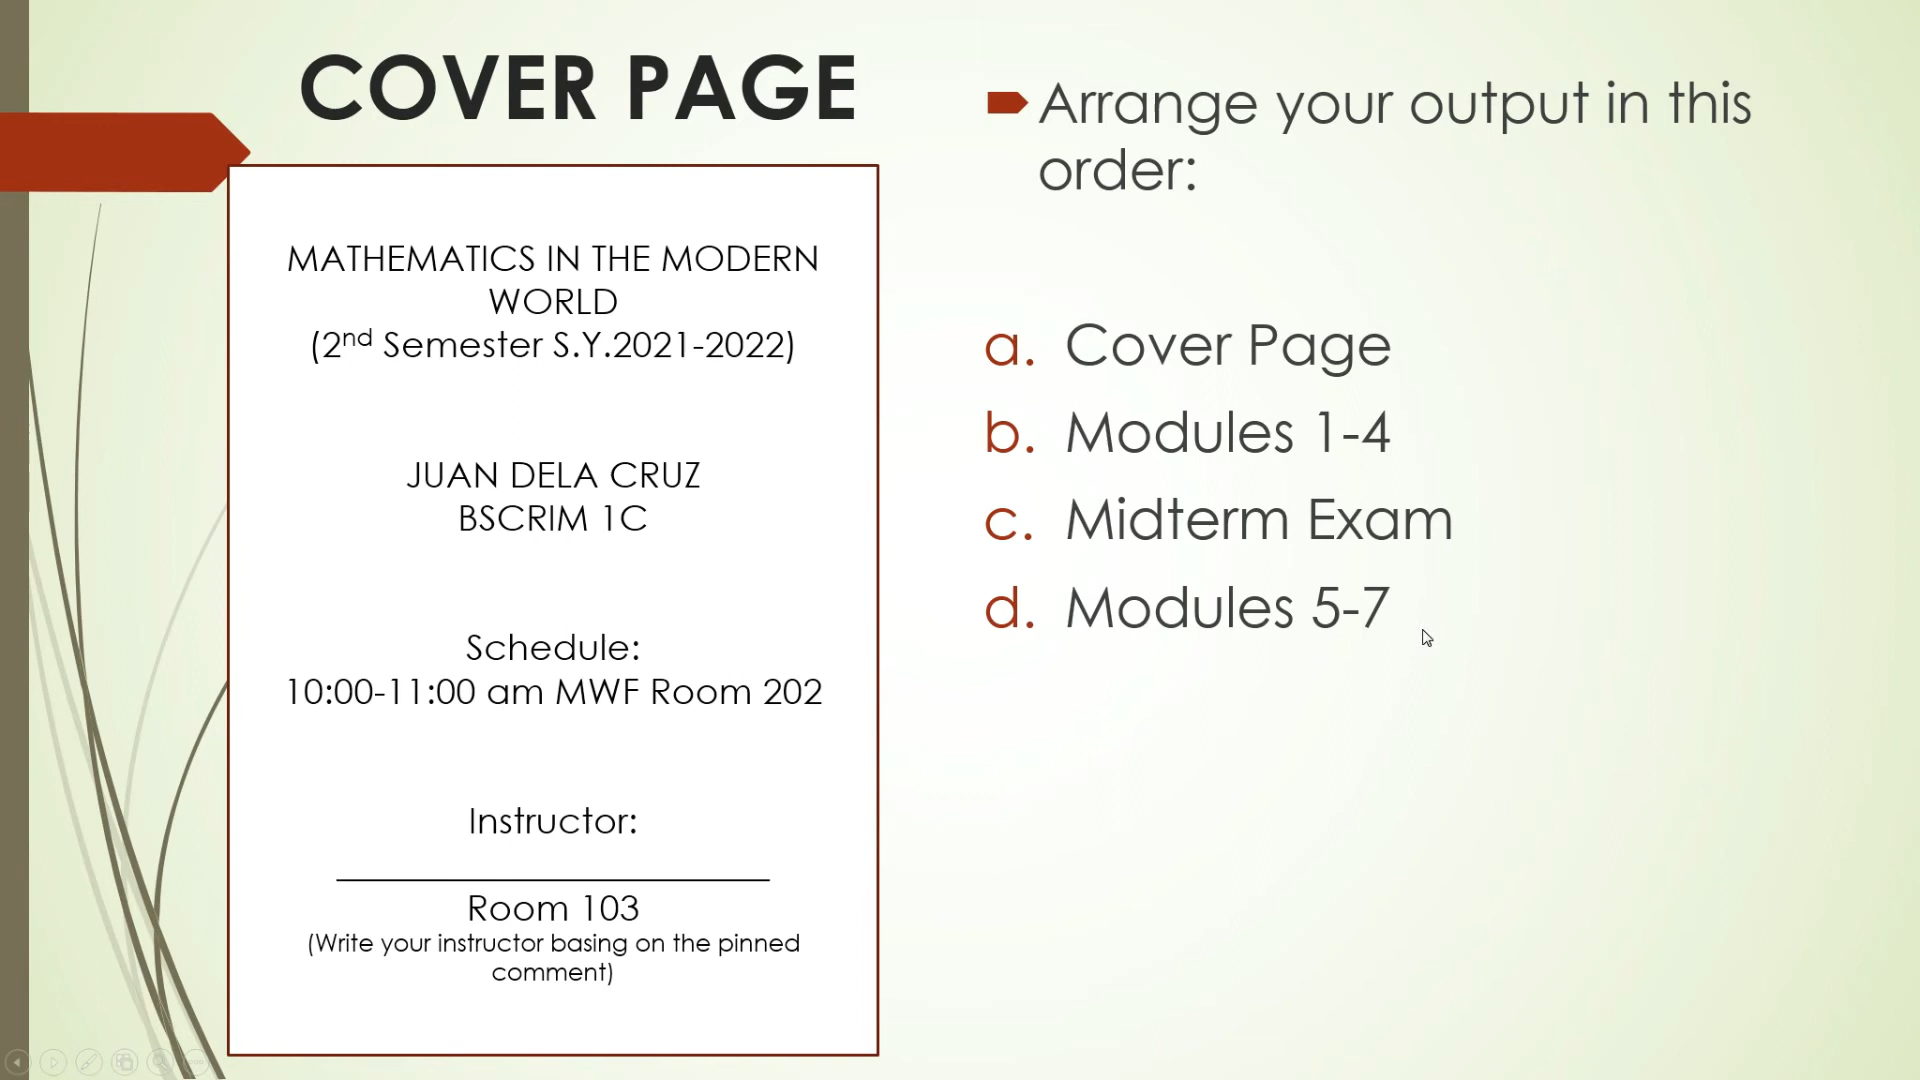 COVER PAGE
MATHEMATICS IN THE MODERN
WORLD
(2nd Semester S.Y.2021-2022)
JUAN DELA CRUZ
BSCRIM 1C
Schedule:
10:00-11:00 am MWF Room 202
Instructor:
Room 103
(Write your instructor basing on the pinned
comment)
Arrange your output in this
order:
a. Cover Page
b. Modules 1-4
c. Midterm Exam
d. Modules 5-7